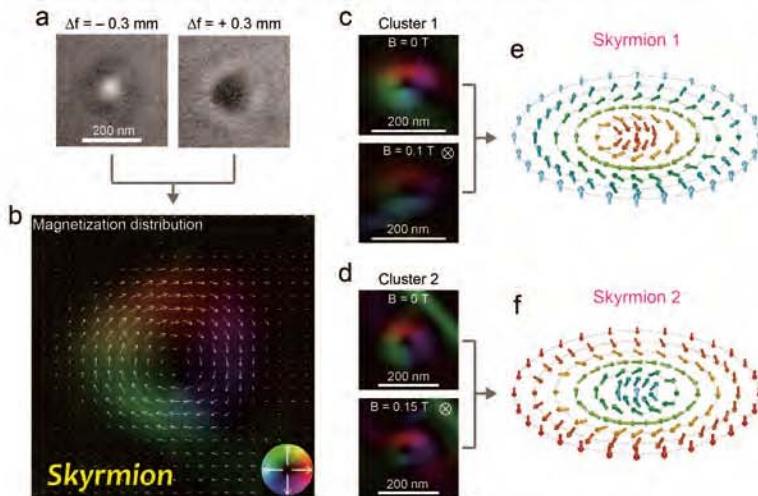 a
Δf = – 0.3 mm
Δf = + 0.3 mm
200 nm
b
Magnetization distribution
Skyrmion
c
Cluster 1
B = 0 T
200 nm
B = 0.1 T ⊗
200 nm
d
Cluster 2
B = 0 T
200 nm
B = 0.15 T ⊗
200 nm
e
Skyrmion 1
f
Skyrmion 2